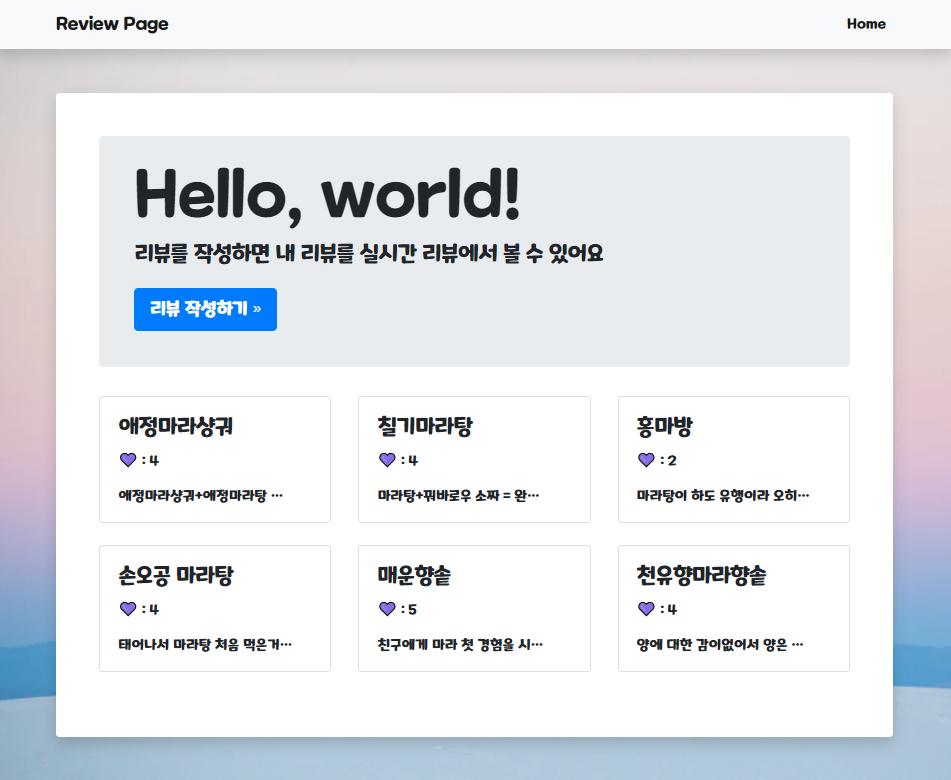 Review Page
Home
Hello, world!
리뷰를 작성하면 내 리뷰를 실시간 리뷰에서 볼 수 있어요
리뷰 작성하기 »
애정마라샹궈
: 4
애정마라샹궈+애정마라탕 …
칠기마라탕
: 4
마라탕+꿔바로우 소짜 = 완…
홍마방
: 2
마라탕이 하도 유행이라 오히…
손오공 마라탕
: 4
태어나서 마라탕 처음 먹은거…
매운향솥
: 5
친구에게 마라 첫 경험을 시…
천유향마라향솥
: 4
양에 대한 감이없어서 양은 …